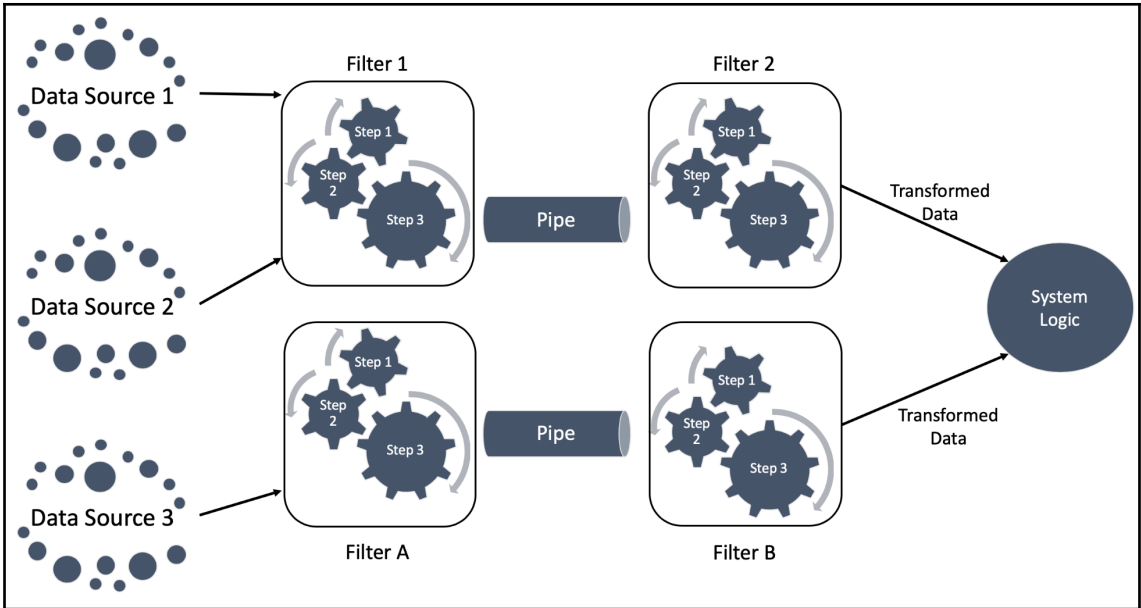 Filter 1
Filter 2
Data Source 1
Step 1
Step
2
Step 3
Pipe
Step 1
Step
2
Step 3
Transformed
Data
Data Source 2
System
Logic
Step 1
Step
2
Step 3
Pipe
Step 1
Step
2
Step 3
Transformed
Data
Data Source 3
Filter A
Filter B